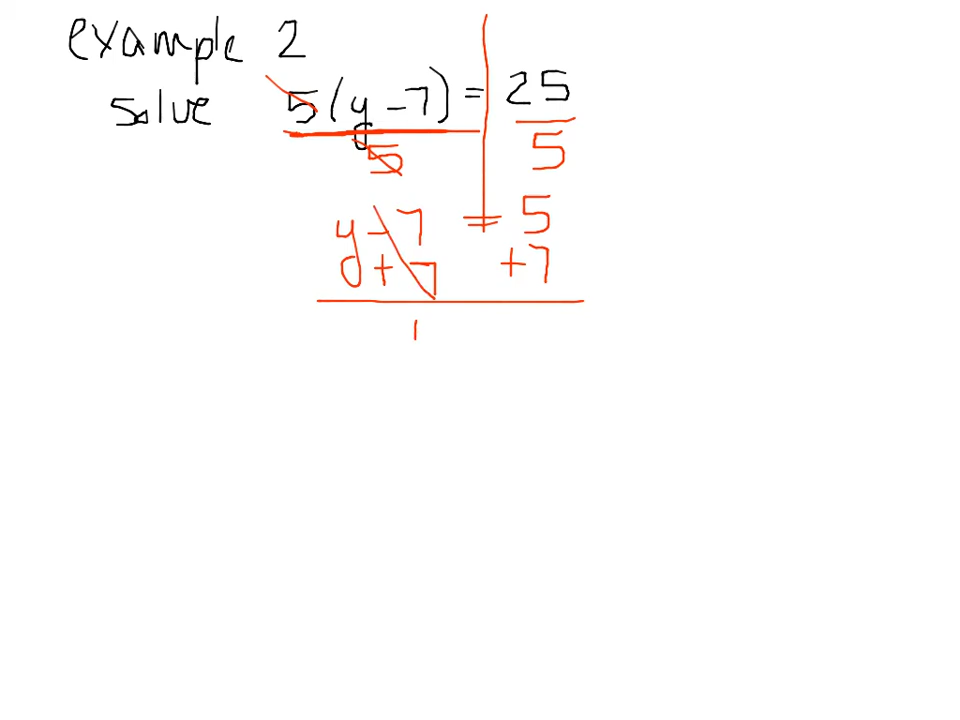 example 2
solve 5(y-7) = 25
5 5
y-7 = 5
+7 +7